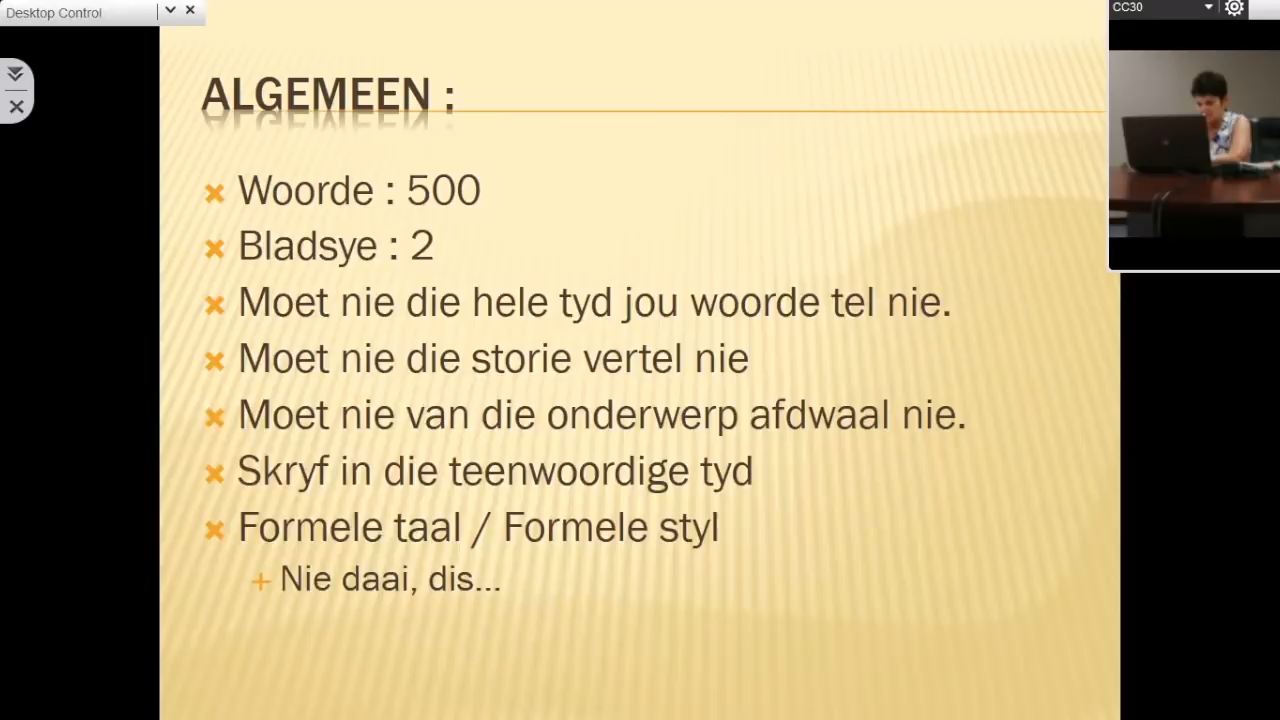 Desktop Control
CC30
ALGEMEEN :
Woorde : 500
Bladsye : 2
Moet nie die hele tyd jou woorde tel nie.
Moet nie die storie vertel nie
Moet nie van die onderwerp afdwaal nie.
Skryf in die teenwoordige tyd
Formele taal / Formele styl
Nie daai, dis...